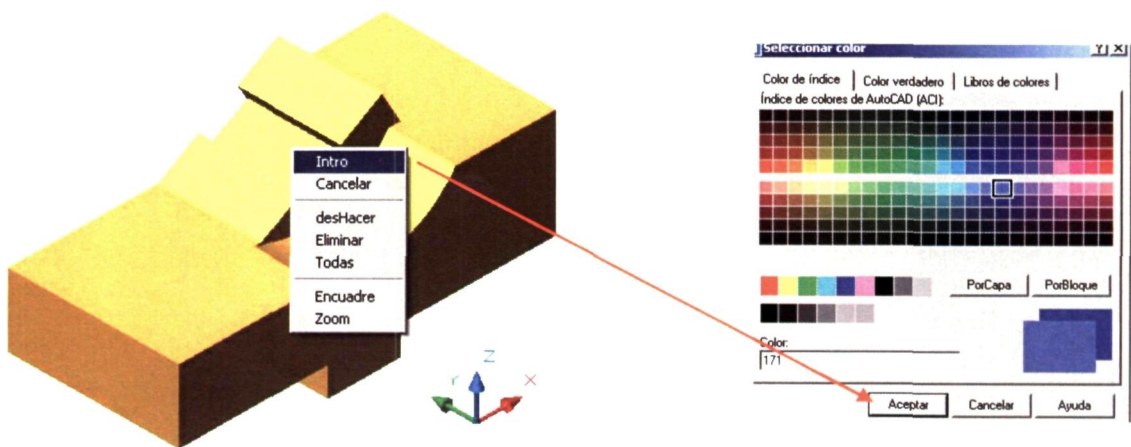 Intro
Cancelar
desHacer
Eliminar
Todas
Encuadre
Zoom
Z
Y
X
Seleccionar color
Color de índice
Color verdadero
Libros de colores
Índice de colores de AutoCAD (ACI):
PorCapa
PorBloque
Color:
171
Aceptar
Cancelar
Ayuda